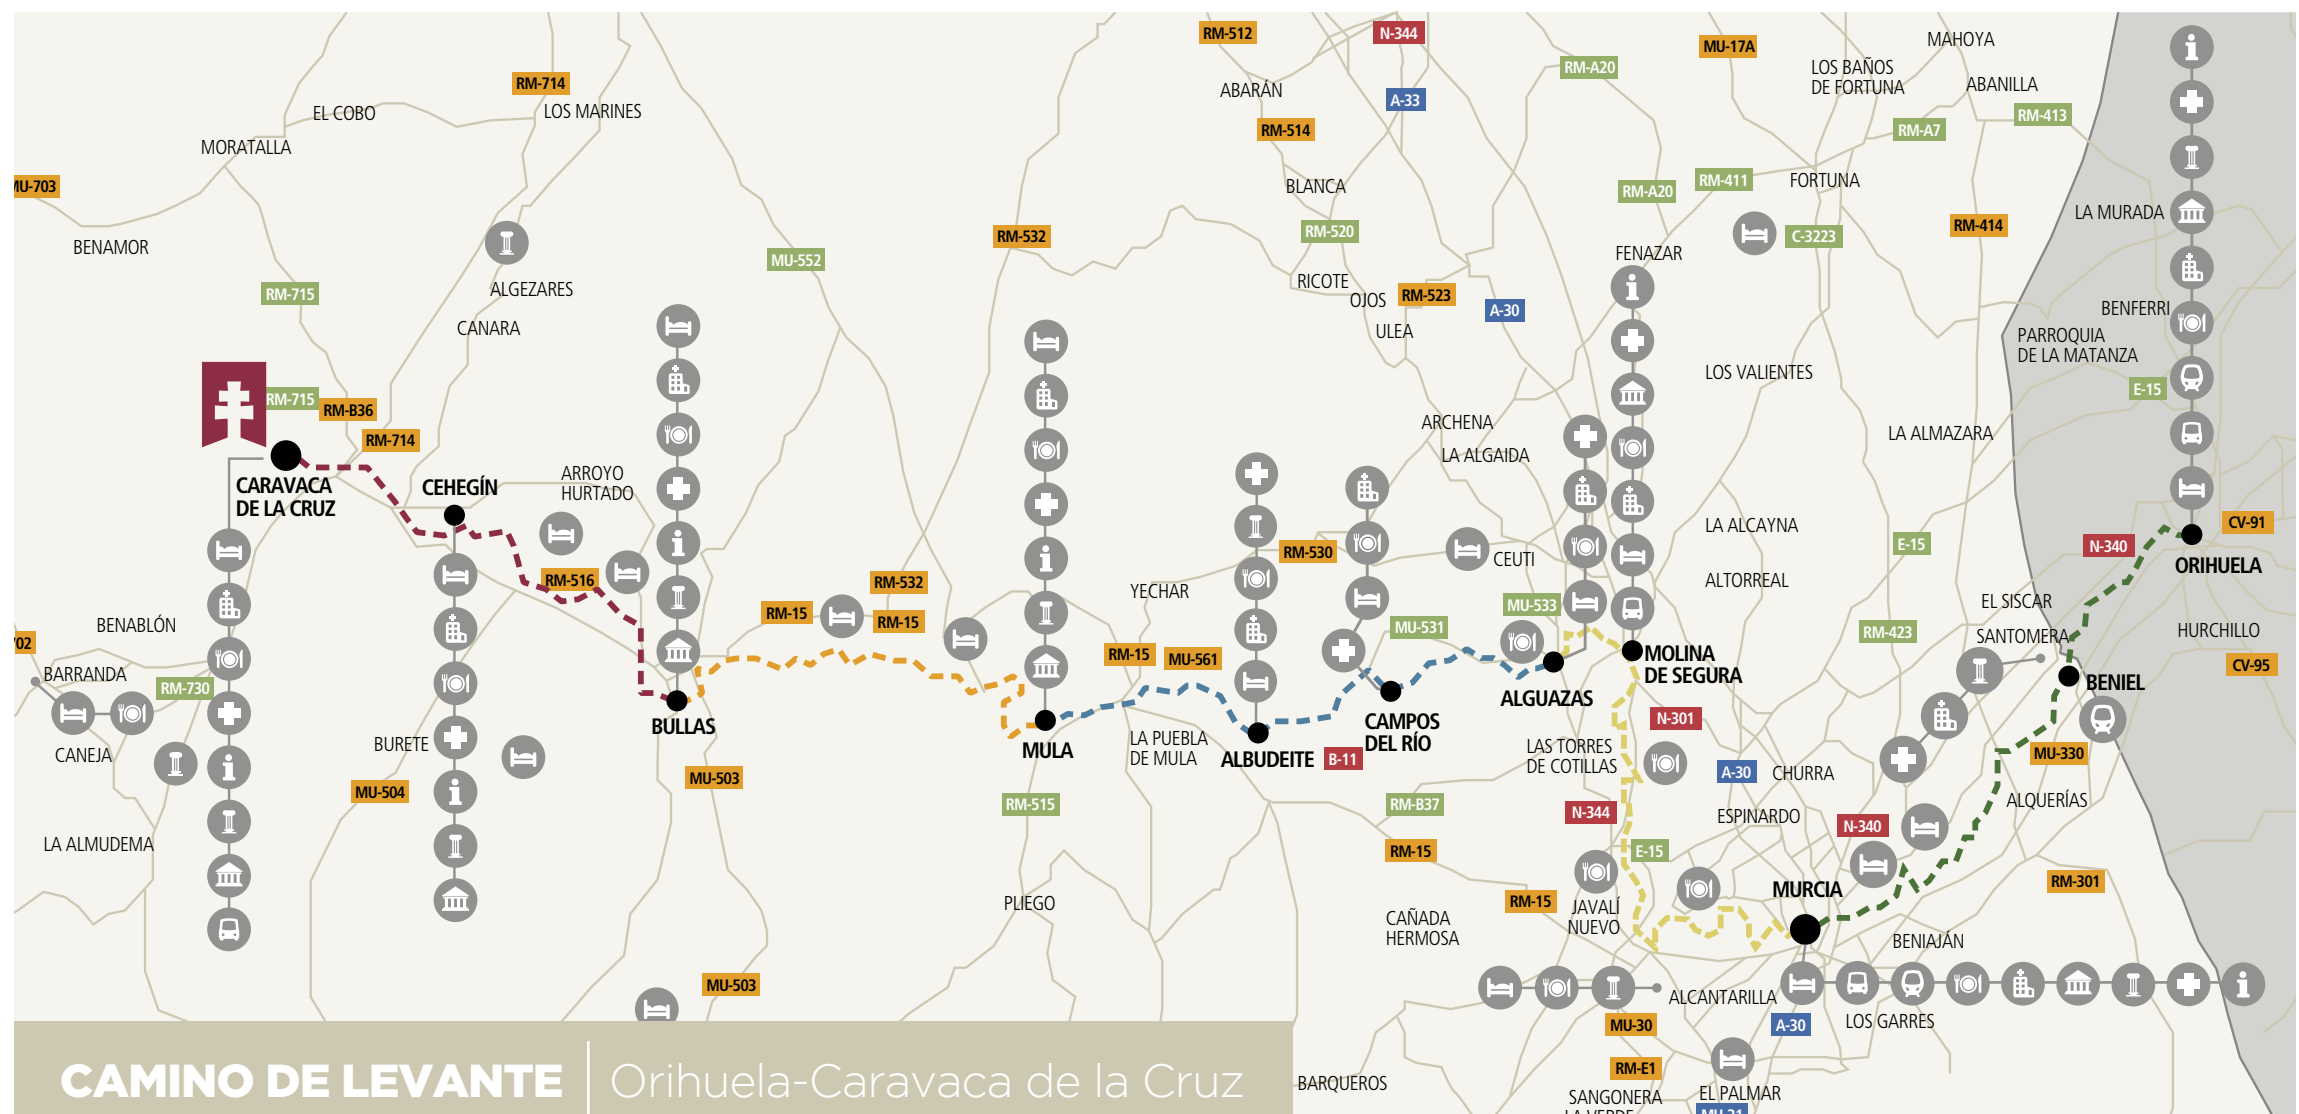 RM-512
N-344
MU-17A
MAHOYA
RM-A20
LOS BAÑOS
DE FORTUNA
RM-714
ABARÁN
A-33
ABANILLA
EL COBO
LOS MARINES
RM-413
RM-514
RM-A7
MORATALLA
MU-703
BLANCA
RM-A20
RM-411
FORTUNA
LA MURADA
BENAMOR
RM-532
RM-520
C-3223
RM-414
MU-552
FENAZAR
RM-715
ALGEZARES
RICOTE
OJOS
RM-523
A-30
BENFERRI
CANARA
ULEA
PARROQUIA
DE LA MATANZA
LOS VALIENTES
E-15
RM-715
RM-B36
RM-714
ARCHENA
LA ALMAZARA
LA ALGAIDA
ARROYO
HURTADO
CARAVACA
DE LA CRUZ
CEHEGÍN
LA ALCAYNA
CV-91
RM-530
CEUTI
E-15
N-340
ORIHUELA
RM-516
RM-532
YECHAR
ALTORREAL
RM-15
RM-15
MU-533
EL SISCAR
BENABLÓN
MU-531
RM-423
SANTOMERA
HURCHILLO
702
RM-15
MU-561
MOLINA
DE SEGURA
CV-95
BARRANDA
RM-730
ALGUAZAS
BENIEL
BULLAS
CAMPOS
DEL RÍO
N-301
BURETE
MULA
LA PUEBLA
DE MULA
ALBUDEITE
B-11
LAS TORRES
DE COTILLAS
MU-330
CANEJA
MU-503
A-30
CHURRA
MU-504
RM-515
RM-B37
N-344
ESPINARDO
N-340
ALQUERÍAS
LA ALMUDEMA
RM-15
E-15
RM-301
PLIEGO
RM-15
JAVALÍ
NUEVO
MURCIA
CAÑADA
HERMOSA
BENIAJÁN
MU-503
ALCANTARILLA
MU-30
A-30
LOS GARRES
RM-E1
CAMINO DE LEVANTE | Orihuela-Caravaca de la Cruz
BARQUEROS
SANGONERA
LA VERDE
EL PALMAR
MU-31